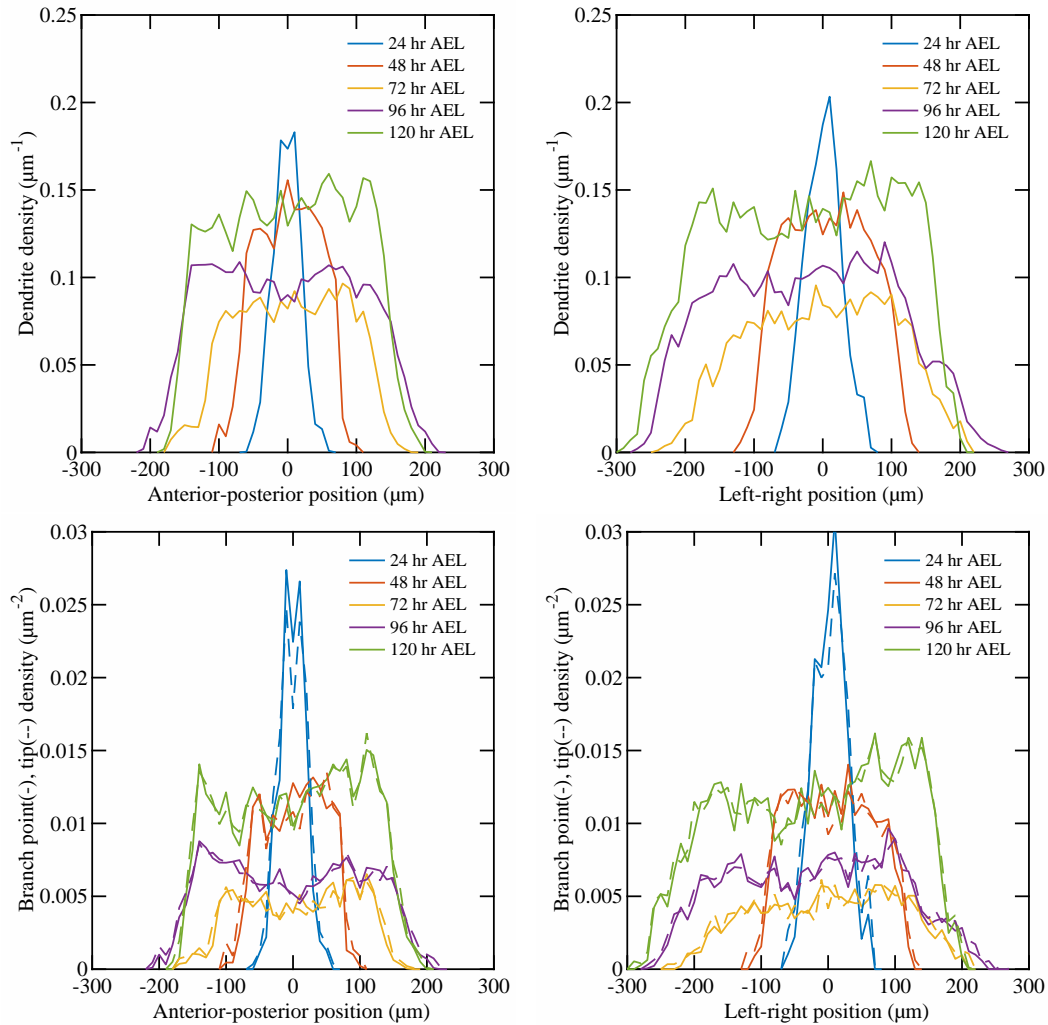 0.25
0.2
0.15
0.1
0.05
0
-300
-200
-100
0
100
200
300
Dendrite density (µm⁻¹)
Anterior-posterior position (µm)
24 hr AEL
48 hr AEL
72 hr AEL
96 hr AEL
120 hr AEL
0.25
0.2
0.15
0.1
0.05
0
-300
-200
-100
0
100
200
300
Dendrite density (µm⁻¹)
Left-right position (µm)
24 hr AEL
48 hr AEL
72 hr AEL
96 hr AEL
120 hr AEL
0.03
0.025
0.02
0.015
0.01
0.005
0
-300
-200
-100
0
100
200
300
Branch point(-), tip(--) density (µm⁻²)
Anterior-posterior position (µm)
24 hr AEL
48 hr AEL
72 hr AEL
96 hr AEL
120 hr AEL
0.03
0.025
0.02
0.015
0.01
0.005
0
-300
-200
-100
0
100
200
300
Branch point(-), tip(--) density (µm⁻²)
Left-right position (µm)
24 hr AEL
48 hr AEL
72 hr AEL
96 hr AEL
120 hr AEL